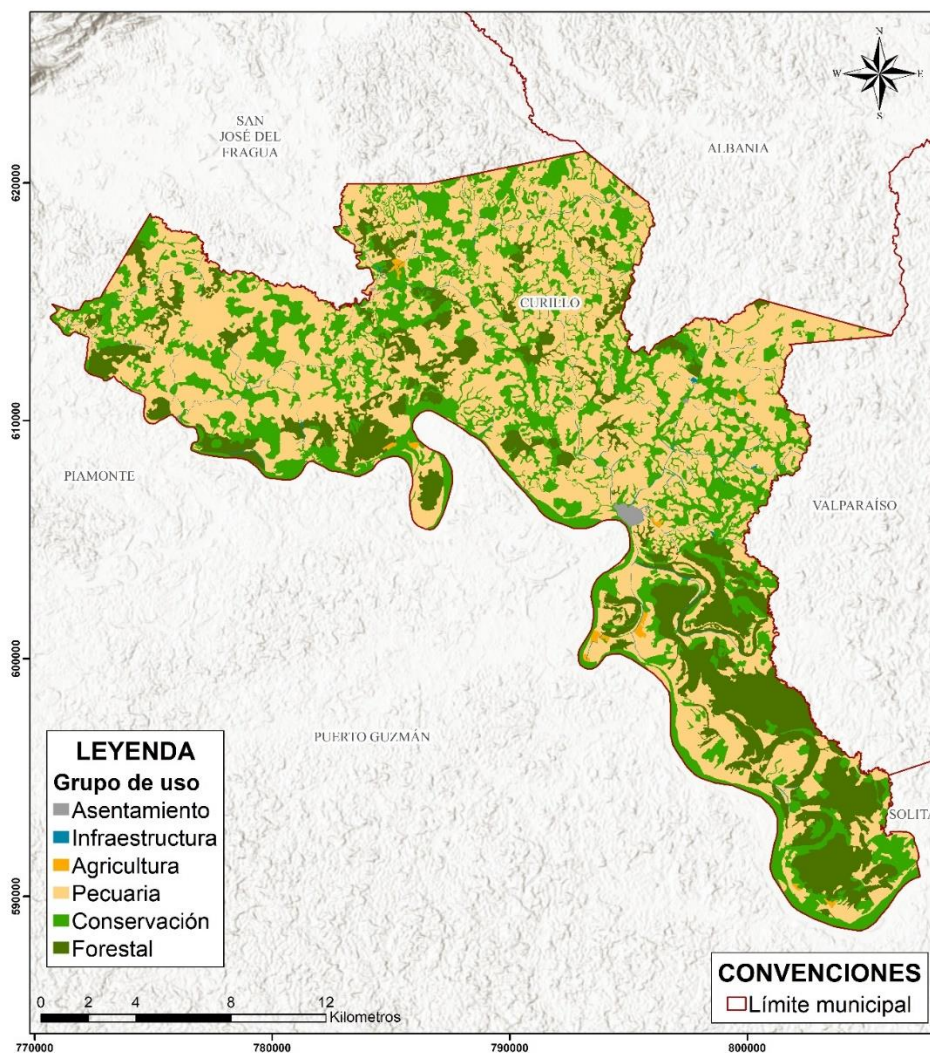 N
W E
S
SAN
JOSÉ DEL
FRAGUA
ALBANIA
620000
CURILLO
610000
PIAMONTE
VALPARAÍSO
600000
PUERTO GUZMÁN
SOLITA
590000
LEYENDA
Grupo de uso
Asentamiento
Infraestructura
Agricultura
Pecuaria
Conservación
Forestal
0 2 4 8 12
Kilometros
CONVENCIONES
Límite municipal
770000 780000 790000 800000